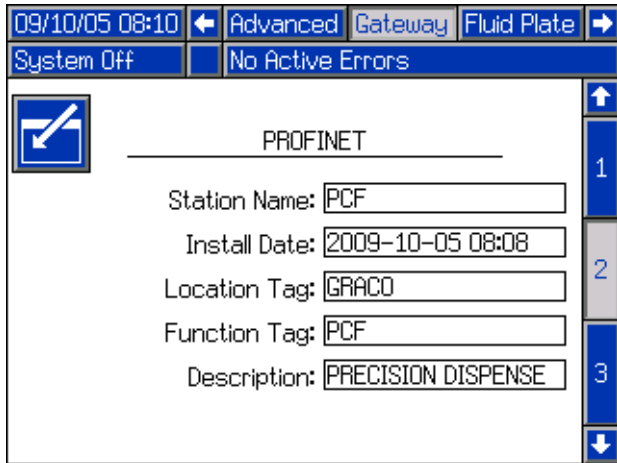 09/10/05 08:10 Advanced Gateway Fluid Plate
System Off No Active Errors
PROFINET
Station Name: PCF
Install Date: 2009-10-05 08:08
Location Tag: GRACO
Function Tag: PCF
Description: PRECISION DISPENSE
1
2
3